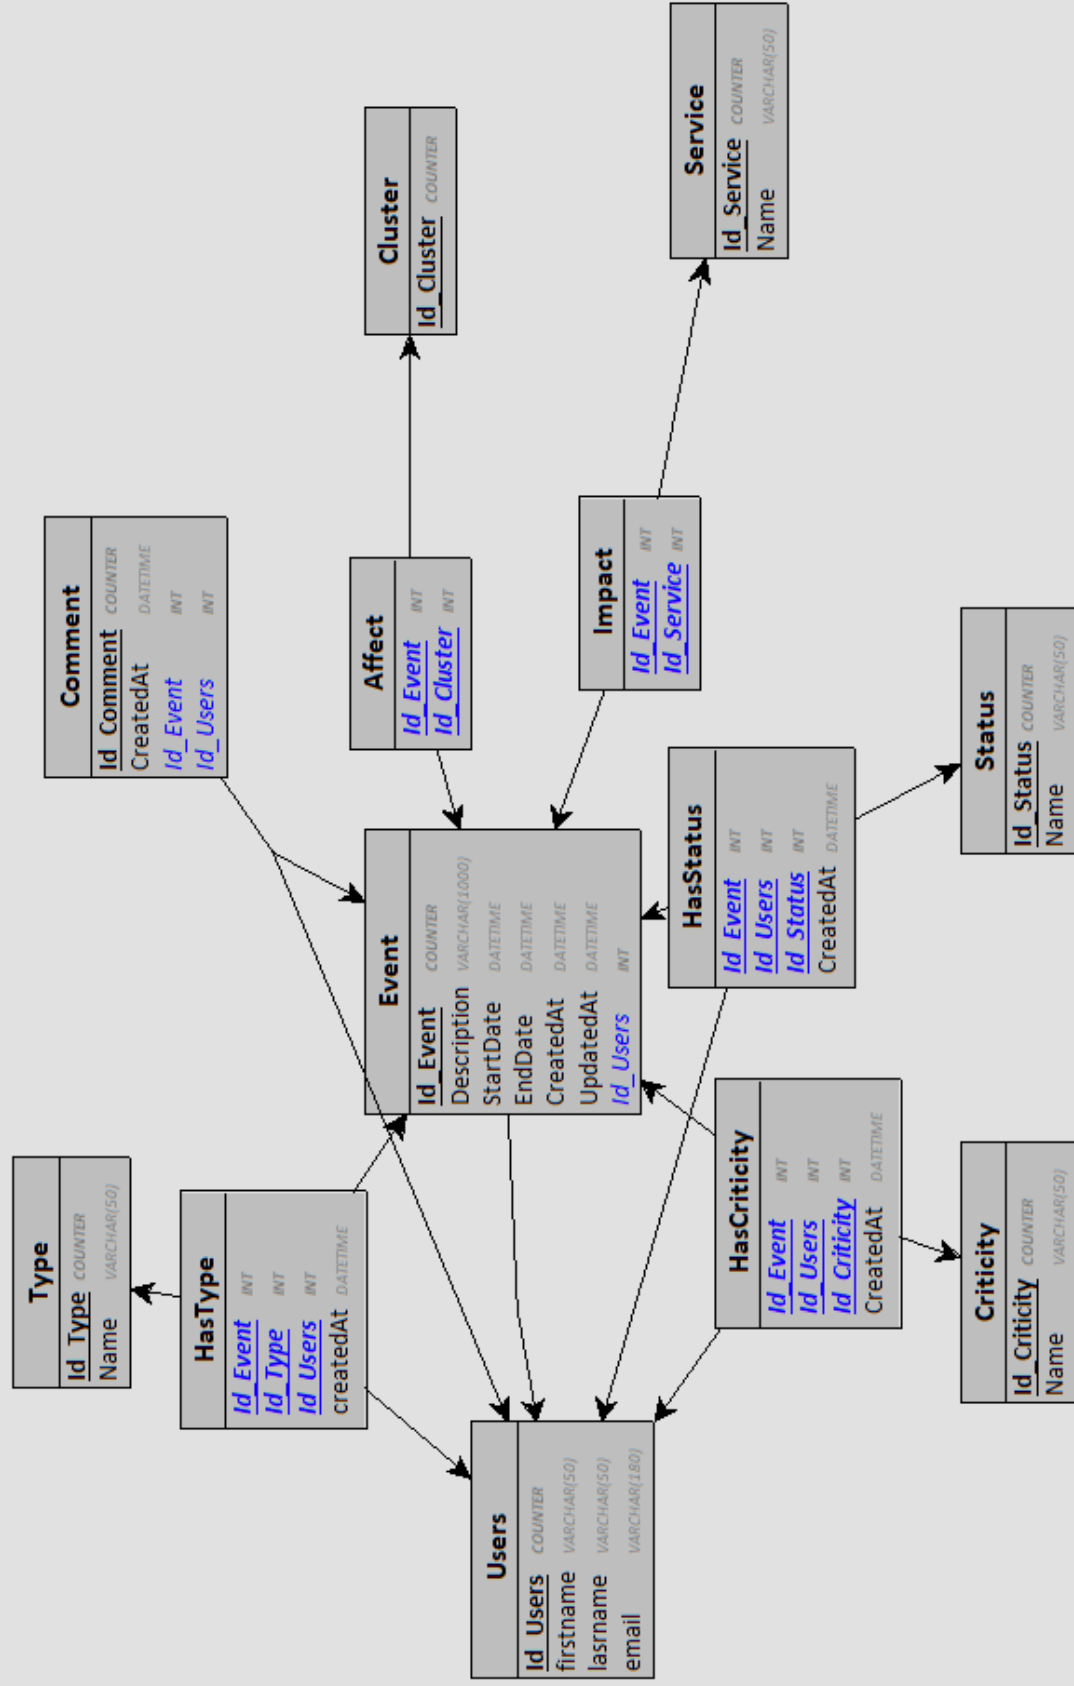 Type
Id_Type COUNTER
Name VARCHAR(50)
Comment
Id_Comment COUNTER
CreatedAt DATETIME
Id_Event INT
Id_Users INT
HasType
Id_Event INT
Id_Type INT
Id_Users INT
createdAt DATETIME
Affect
Id_Event INT
Id_Cluster INT
Cluster
Id_Cluster COUNTER
Event
Id_Event COUNTER
Description VARCHAR(1000)
StartDate DATETIME
EndDate DATETIME
CreatedAt DATETIME
UpdatedAt DATETIME
Id_Users INT
Users
Id_Users COUNTER
firstname VARCHAR(50)
lasrname VARCHAR(50)
email VARCHAR(180)
Impact
Id_Event INT
Id_Service INT
Service
Id_Service COUNTER
Name VARCHAR(50)
HasStatus
Id_Event INT
Id_Users INT
Id_Status INT
CreatedAt DATETIME
HasCriticity
Id_Event INT
Id_Users INT
Id_Criticity INT
CreatedAt DATETIME
Criticity
Id_Criticity COUNTER
Name VARCHAR(50)
Status
Id_Status COUNTER
Name VARCHAR(50)